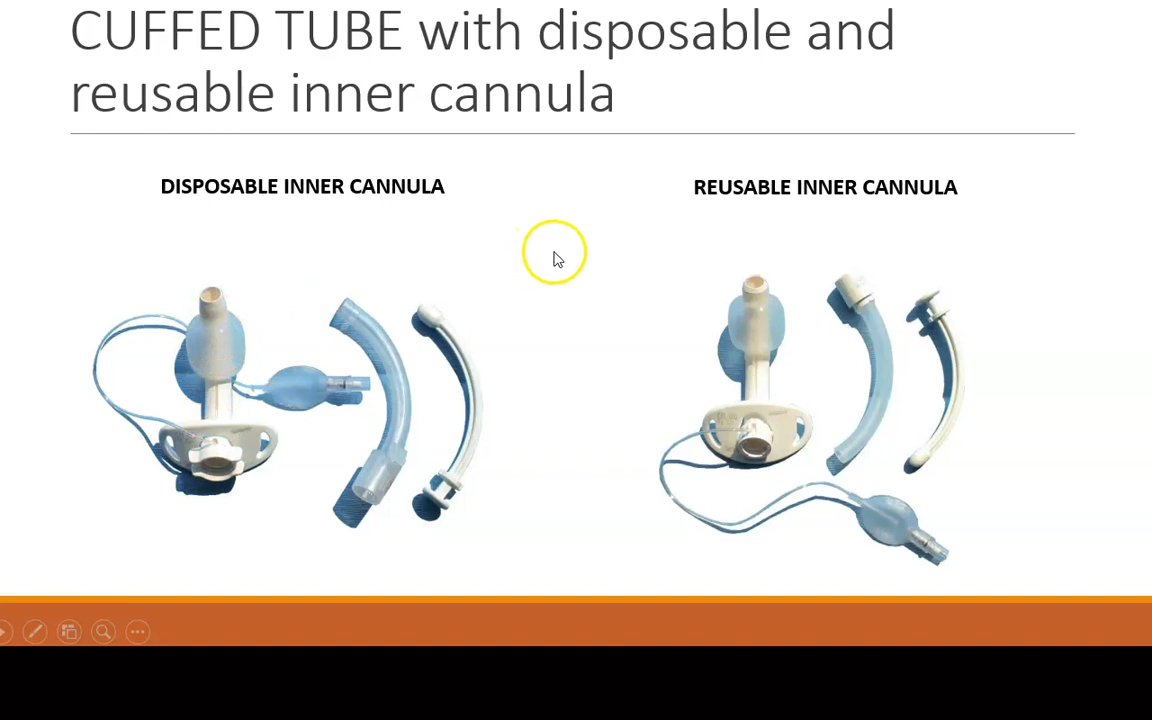 CUFFED TUBE with disposable and
reusable inner cannula
DISPOSABLE INNER CANNULA
REUSABLE INNER CANNULA